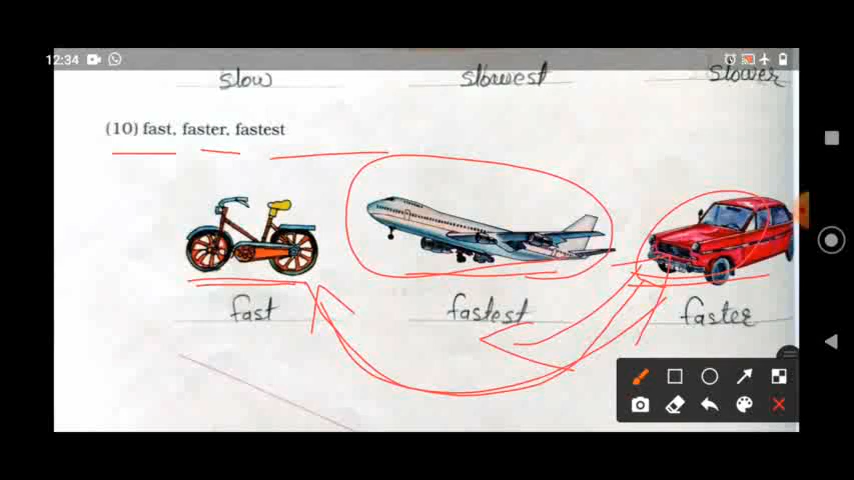 12:34
slow slowest slower
(10) fast, faster, fastest
fast fastest faster